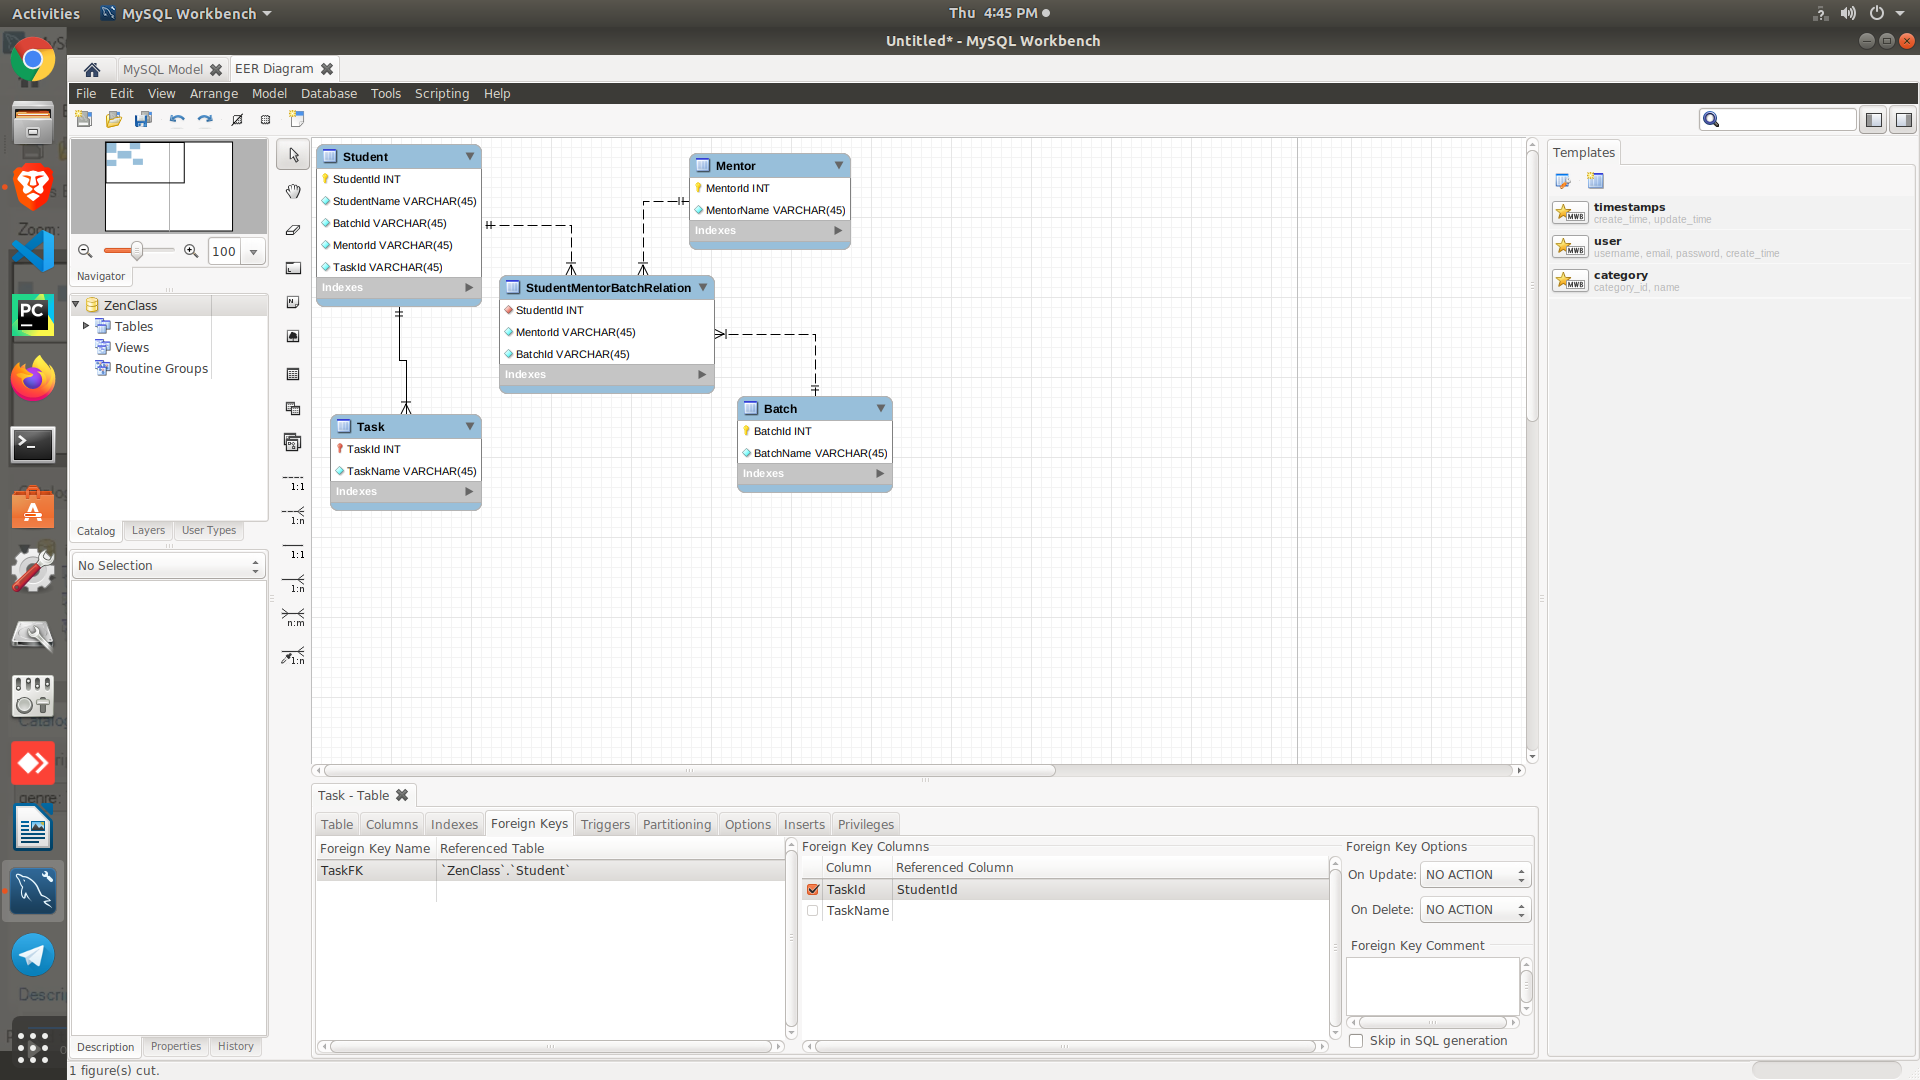 Activities MySQL Workbench Thu 4:45 PM
Untitled* - MySQL Workbench
MySQL Model EER Diagram
File Edit View Arrange Model Database Tools Scripting Help
100
Navigator
ZenClass
Tables
Views
Routine Groups
Catalog Layers User Types
No Selection
Description Properties History
1:1
1:n
1:1
1:n
n:m
1:n
Student
StudentId INT
StudentName VARCHAR(45)
BatchId VARCHAR(45)
MentorId VARCHAR(45)
TaskId VARCHAR(45)
Indexes
Mentor
MentorId INT
MentorName VARCHAR(45)
Indexes
StudentMentorBatchRelation
StudentId INT
MentorId VARCHAR(45)
BatchId VARCHAR(45)
Indexes
Batch
BatchId INT
BatchName VARCHAR(45)
Indexes
Task
TaskId INT
TaskName VARCHAR(45)
Indexes
Templates
timestamps
create_time, update_time
user
username, email, password, create_time
category
category_id, name
MWB
MWB
MWB
Task - Table
Table Columns Indexes Foreign Keys Triggers Partitioning Options Inserts Privileges
Foreign Key Name Referenced Table
TaskFK `ZenClass`.`Student`
Foreign Key Columns
Column Referenced Column
TaskId StudentId
TaskName
Foreign Key Options
On Update: NO ACTION
On Delete: NO ACTION
Foreign Key Comment
Skip in SQL generation
1 figure(s) cut.
PC
Zoom:
genre:
Descri